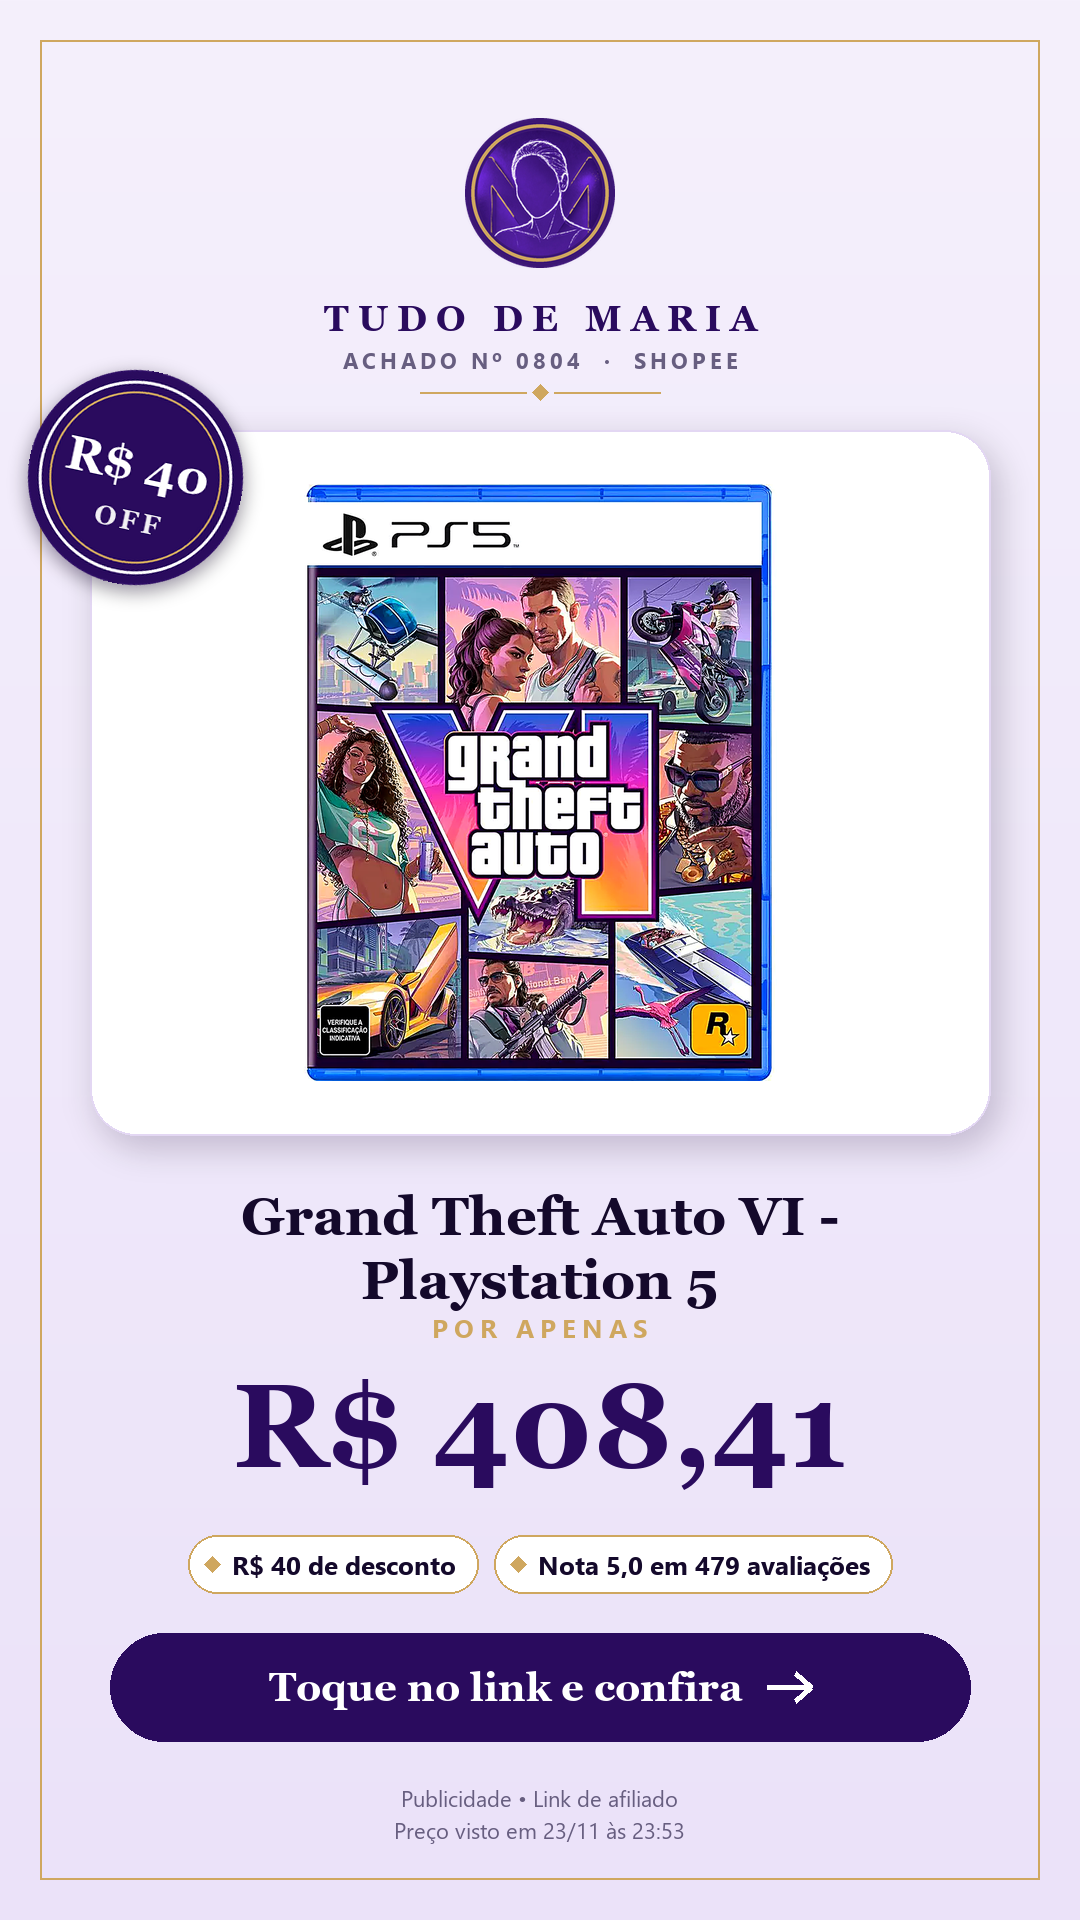 TUDO DE MARIA
ACHADO Nº 0804 · SHOPEE
R$ 40
OFF
PS5
VI
grand
theft
auto
VERIFIQUE A
CLASSIFICAÇÃO
INDICATIVA
R
Grand Theft Auto VI -
Playstation 5
POR APENAS
R$ 408,41
R$ 40 de desconto
Nota 5,0 em 479 avaliações
Toque no link e confira →
Publicidade • Link de afiliado
Preço visto em 23/11 às 23:53